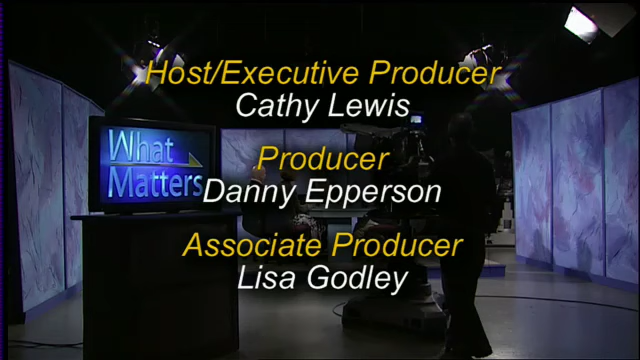 Host/Executive Producer
Cathy Lewis
Producer
Danny Epperson
Associate Producer
Lisa Godley
What
Matters